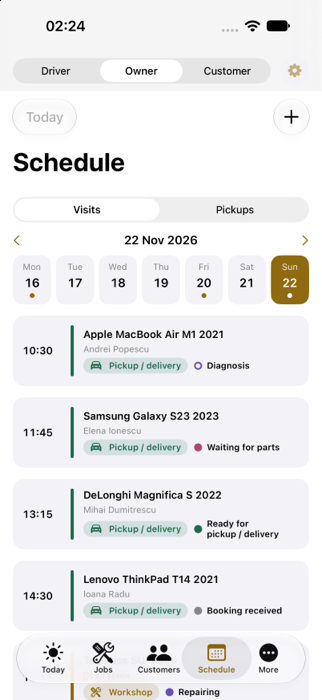 02:24
Driver
Owner
Customer
Today
Schedule
Visits
Pickups
22 Nov 2026
Mon
Tue
Wed
Thu
Fri
Sat
Sun
16
17
18
19
20
21
22
10:30
Apple MacBook Air M1 2021
Andrei Popescu
Pickup / delivery
Diagnosis
11:45
Samsung Galaxy S23 2023
Elena Ionescu
Pickup / delivery
Waiting for parts
13:15
DeLonghi Magnifica S 2022
Mihai Dumitrescu
Pickup / delivery
Ready for
pickup / delivery
14:30
Lenovo ThinkPad T14 2021
Ioana Radu
Pickup / delivery
Booking received
Workshop
Repairing
Today
Jobs
Customers
Schedule
More